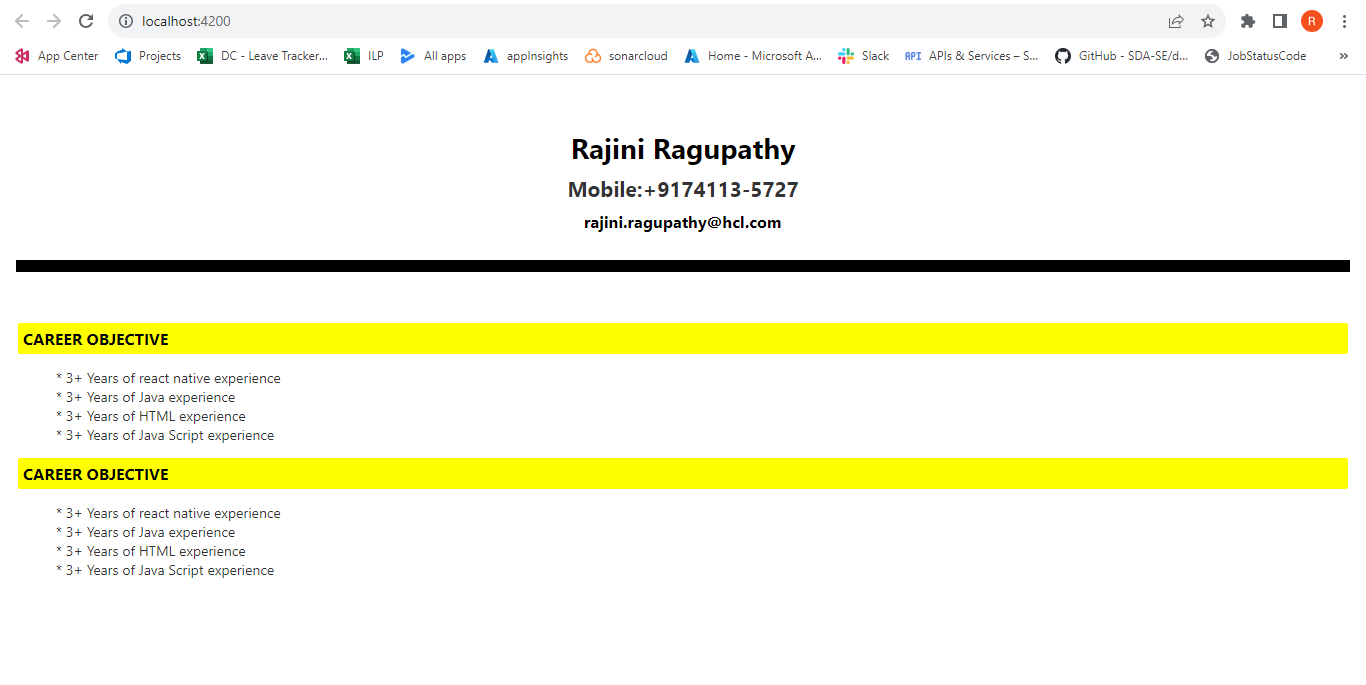 localhost:4200
R
App Center Projects DC - Leave Tracker... ILP All apps appInsights sonarcloud Home - Microsoft A... Slack API APIs & Services – S... GitHub - SDA-SE/d... JobStatusCode »
Rajini Ragupathy
Mobile:+9174113-5727
rajini.ragupathy@hcl.com
CAREER OBJECTIVE
* 3+ Years of react native experience
* 3+ Years of Java experience
* 3+ Years of HTML experience
* 3+ Years of Java Script experience
CAREER OBJECTIVE
* 3+ Years of react native experience
* 3+ Years of Java experience
* 3+ Years of HTML experience
* 3+ Years of Java Script experience